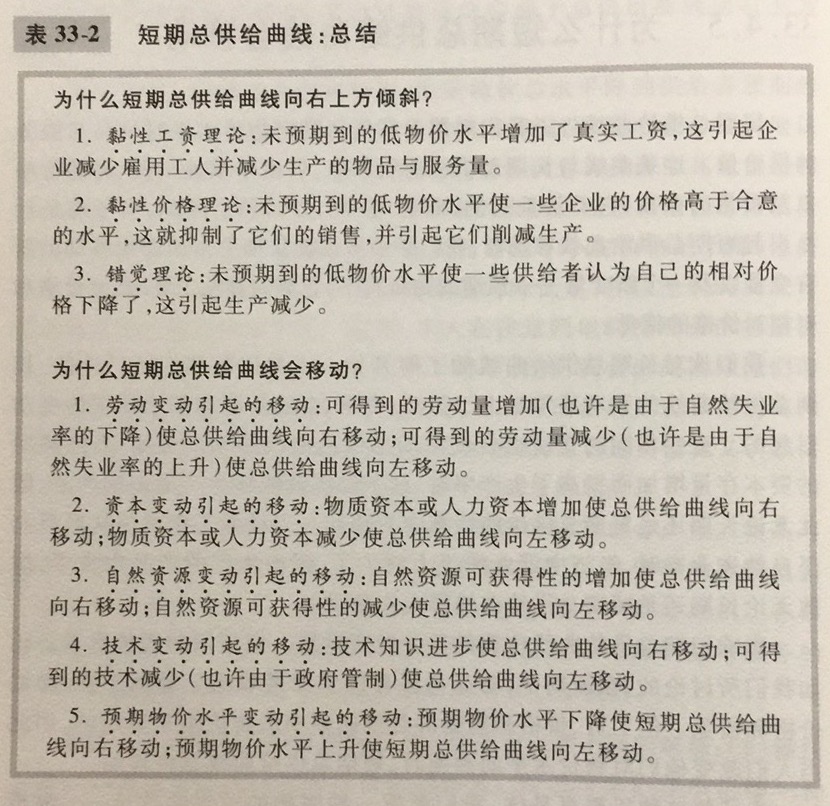 表 33-2 短期总供给曲线:总结
为什么短期总供给曲线向右上方倾斜?
1. 黏性工资理论:未预期到的低物价水平增加了真实工资,这引起企
业减少雇用工人并减少生产的物品与服务量。
2. 黏性价格理论:未预期到的低物价水平使一些企业的价格高于合意
的水平,这就抑制了它们的销售,并引起它们削减生产。
3. 错觉理论:未预期到的低物价水平使一些供给者认为自己的相对价
格下降了,这引起生产减少。
为什么短期总供给曲线会移动?
1. 劳动变动引起的移动:可得到的劳动量增加(也许是由于自然失业
率的下降)使总供给曲线向右移动;可得到的劳动量减少(也许是由于自
然失业率的上升)使总供给曲线向左移动。
2. 资本变动引起的移动:物质资本或人力资本增加使总供给曲线向右
移动;物质资本或人力资本减少使总供给曲线向左移动。
3. 自然资源变动引起的移动:自然资源可获得性的增加使总供给曲线
向右移动;自然资源可获得性的减少使总供给曲线向左移动。
4. 技术变动引起的移动:技术知识进步使总供给曲线向右移动;可得
到的技术减少(也许由于政府管制)使总供给曲线向左移动。
5. 预期物价水平变动引起的移动:预期物价水平下降使短期总供给曲
线向右移动;预期物价水平上升使短期总供给曲线向左移动。